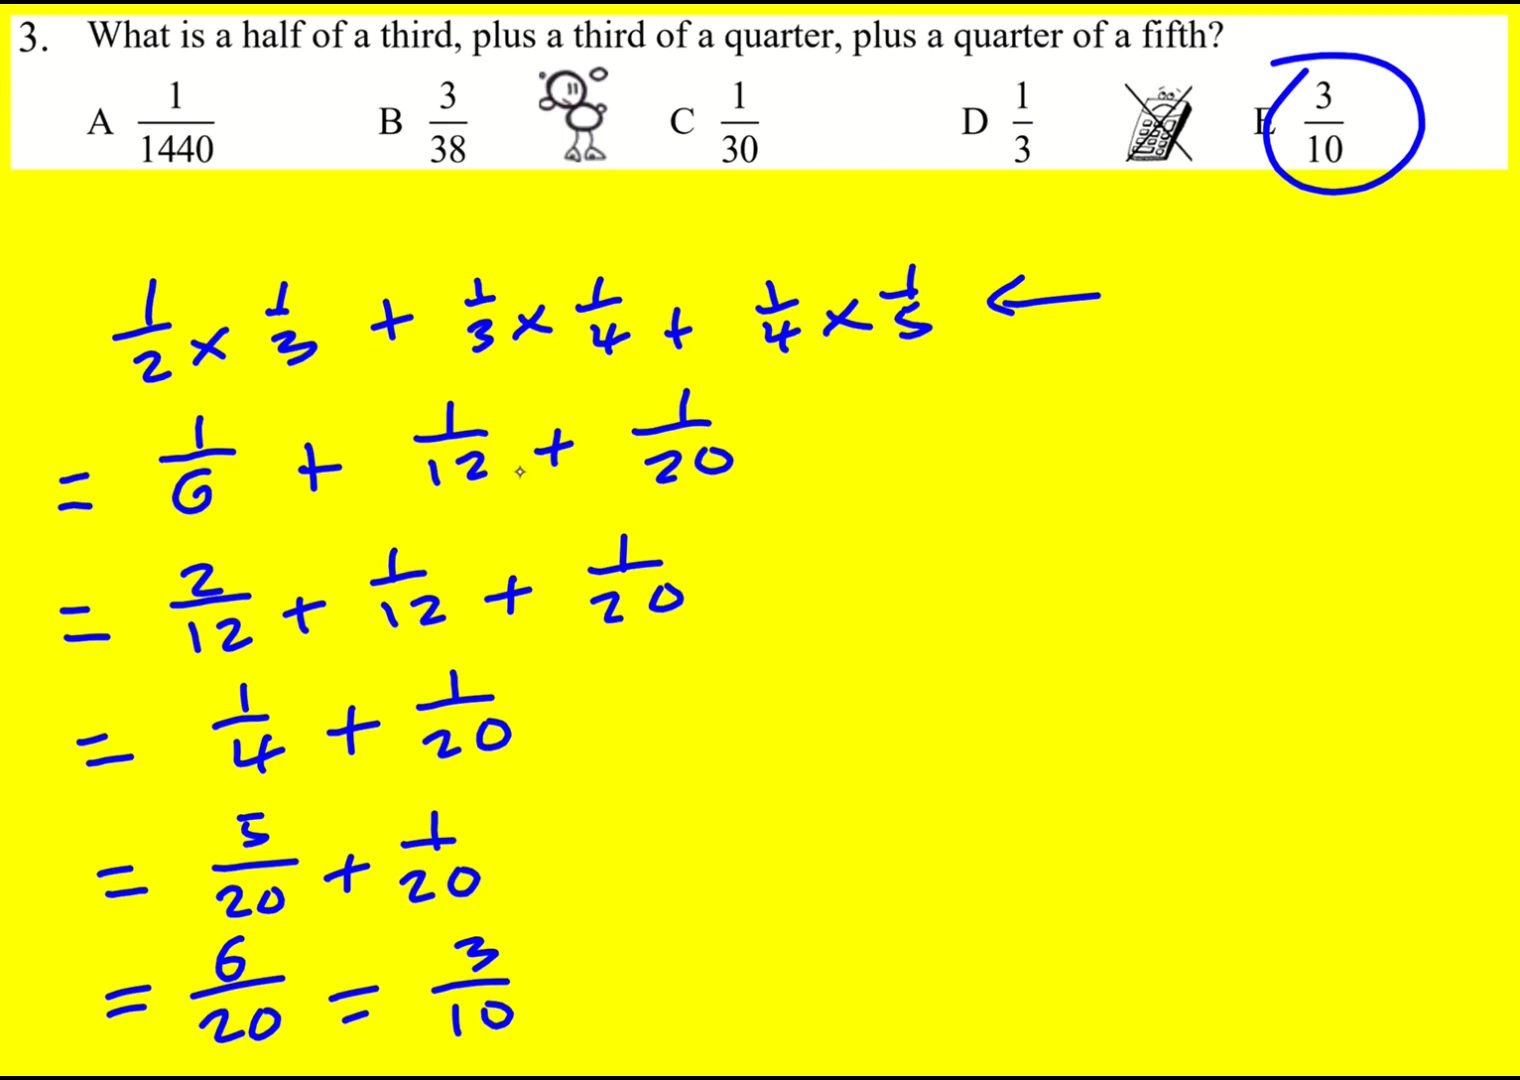 3. What is a half of a third, plus a third of a quarter, plus a quarter of a fifth?
A 1/1440 B 3/38 C 1/30 D 1/3 E 3/10
1/2 × 1/3 + 1/3 × 1/4 + 1/4 × 1/5 ←
= 1/6 + 1/12 + 1/20
= 2/12 + 1/12 + 1/20
= 1/4 + 1/20
= 5/20 + 1/20
= 6/20 = 3/10